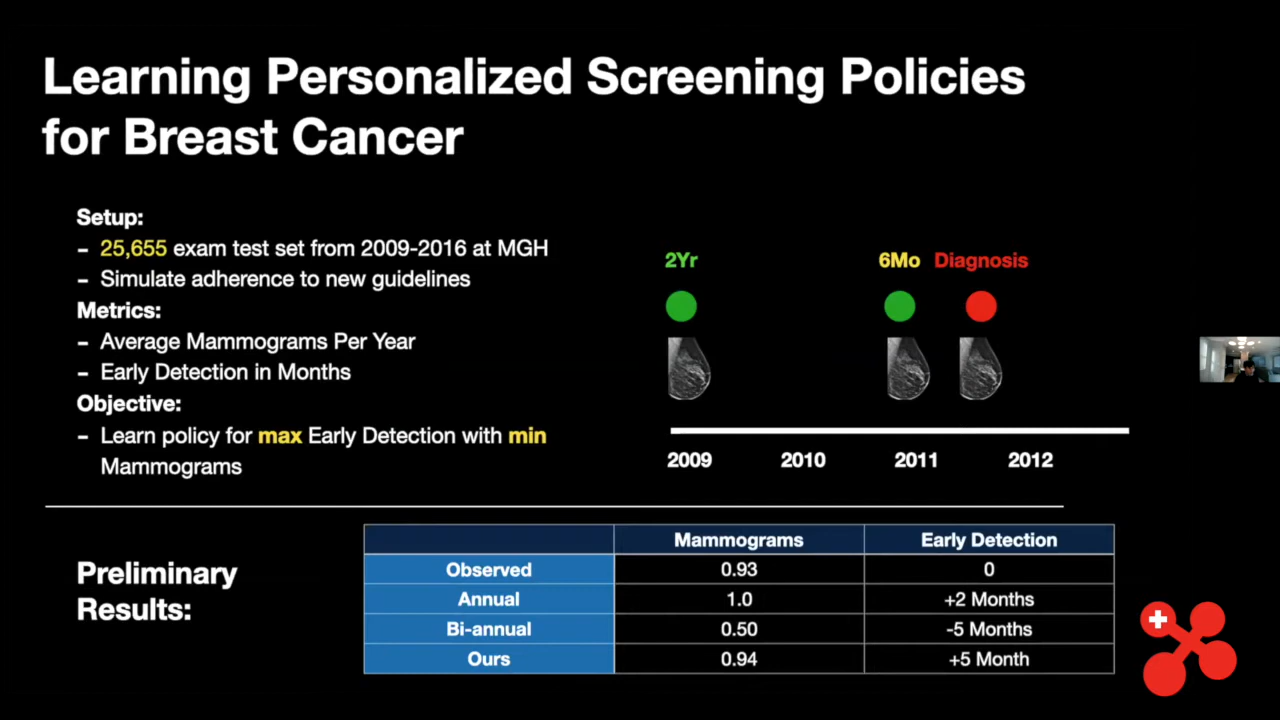 Learning Personalized Screening Policies
for Breast Cancer
Setup:
– 25,655 exam test set from 2009-2016 at MGH
– Simulate adherence to new guidelines
Metrics:
– Average Mammograms Per Year
– Early Detection in Months
Objective:
– Learn policy for max Early Detection with min
Mammograms
2Yr 6Mo Diagnosis
2009 2010 2011 2012
Preliminary
Results:
Mammograms Early Detection
Observed 0.93 0
Annual 1.0 +2 Months
Bi-annual 0.50 -5 Months
Ours 0.94 +5 Month